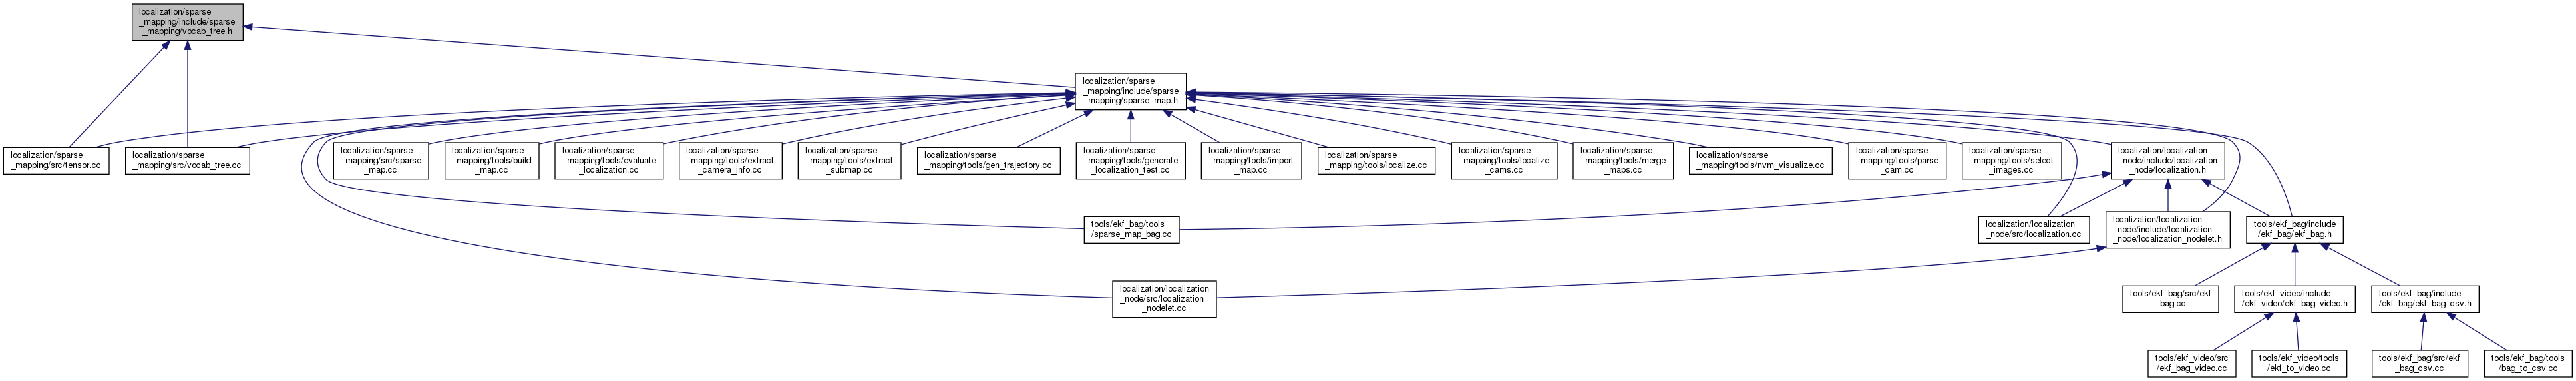 localization/sparse
_mapping/include/sparse
_mapping/vocab_tree.h
localization/sparse
_mapping/include/sparse
_mapping/sparse_map.h
localization/sparse
_mapping/src/tensor.cc
localization/sparse
_mapping/src/vocab_tree.cc
localization/sparse
_mapping/src/sparse
_map.cc
localization/sparse
_mapping/tools/build
_map.cc
localization/sparse
_mapping/tools/evaluate
_localization.cc
localization/sparse
_mapping/tools/extract
_camera_info.cc
localization/sparse
_mapping/tools/extract
_submap.cc
localization/sparse
_mapping/tools/gen_trajectory.cc
localization/sparse
_mapping/tools/generate
_localization_test.cc
localization/sparse
_mapping/tools/import
_map.cc
localization/sparse
_mapping/tools/localize.cc
localization/sparse
_mapping/tools/localize
_cams.cc
localization/sparse
_mapping/tools/merge
_maps.cc
localization/sparse
_mapping/tools/nvm_visualize.cc
localization/sparse
_mapping/tools/parse
_cam.cc
localization/sparse
_mapping/tools/select
_images.cc
localization/localization
_node/include/localization
_node/localization.h
tools/ekf_bag/tools
/sparse_map_bag.cc
localization/localization
_node/src/localization.cc
localization/localization
_node/include/localization
_node/localization_nodelet.h
tools/ekf_bag/include
/ekf_bag/ekf_bag.h
localization/localization
_node/src/localization
_nodelet.cc
tools/ekf_bag/src/ekf
_bag.cc
tools/ekf_video/include
/ekf_video/ekf_bag_video.h
tools/ekf_bag/include
/ekf_bag/ekf_bag_csv.h
tools/ekf_video/src
/ekf_bag_video.cc
tools/ekf_video/tools
/ekf_to_video.cc
tools/ekf_bag/src/ekf
_bag_csv.cc
tools/ekf_bag/tools
/bag_to_csv.cc